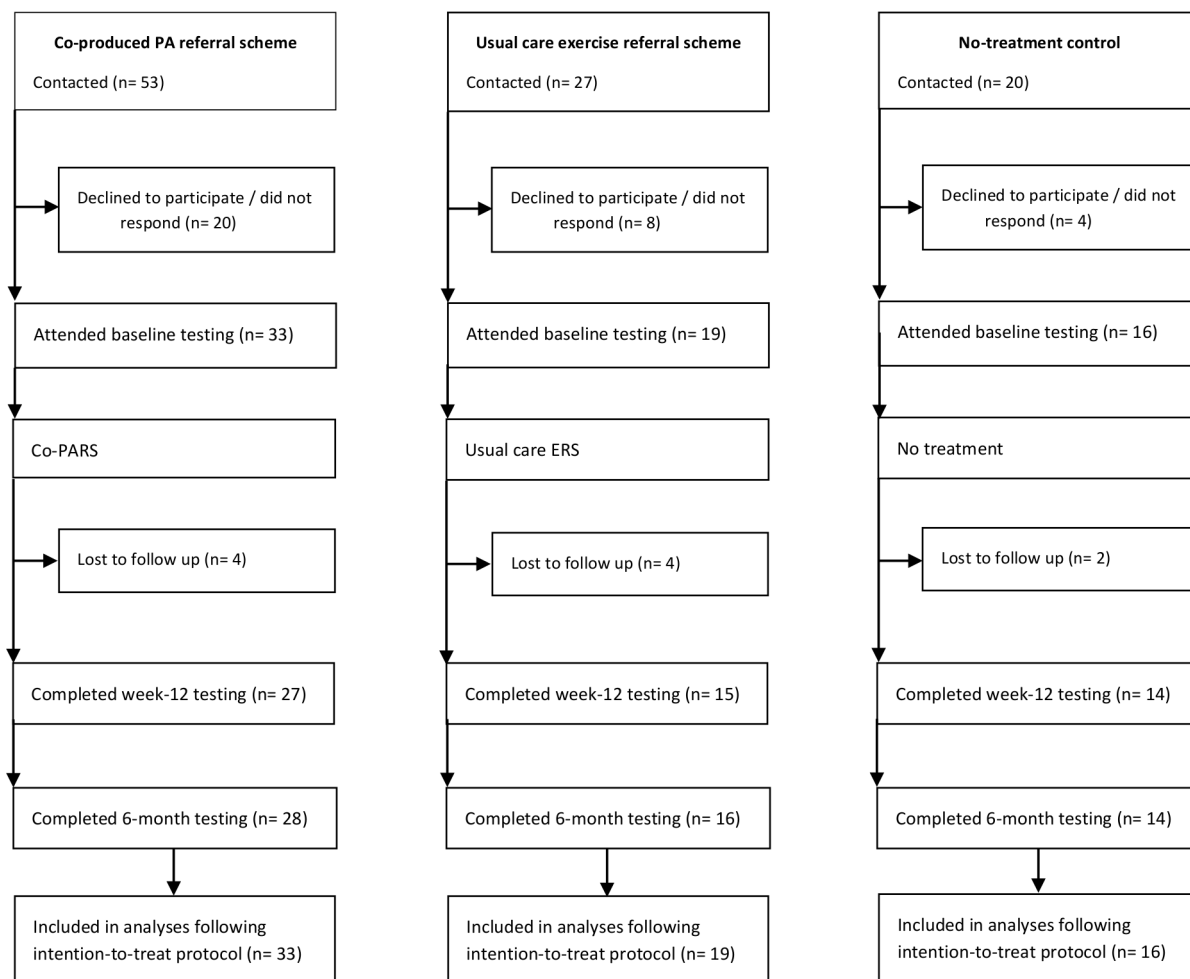 Co-produced PA referral scheme
Contacted (n= 53)
Declined to participate / did not
respond (n= 20)
Attended baseline testing (n= 33)
Co-PARS
Lost to follow up (n= 4)
Completed week-12 testing (n= 27)
Completed 6-month testing (n= 28)
Included in analyses following
intention-to-treat protocol (n= 33)
Usual care exercise referral scheme
Contacted (n= 27)
Declined to participate / did not
respond (n= 8)
Attended baseline testing (n= 19)
Usual care ERS
Lost to follow up (n= 4)
Completed week-12 testing (n= 15)
Completed 6-month testing (n= 16)
Included in analyses following
intention-to-treat protocol (n= 19)
No-treatment control
Contacted (n= 20)
Declined to participate / did not
respond (n= 4)
Attended baseline testing (n= 16)
No treatment
Lost to follow up (n= 2)
Completed week-12 testing (n= 14)
Completed 6-month testing (n= 14)
Included in analyses following
intention-to-treat protocol (n= 16)